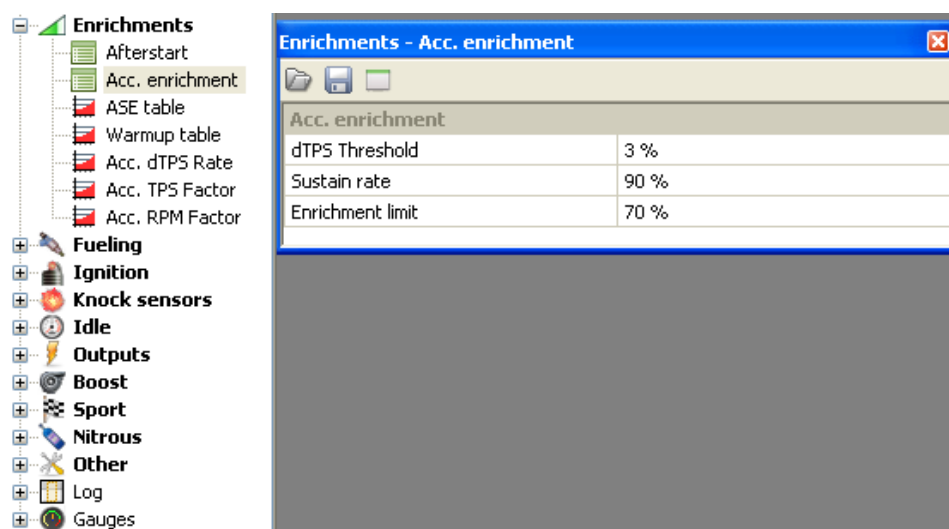 Enrichments
Afterstart
Acc. enrichment
ASE table
Warmup table
Acc. dTPS Rate
Acc. TPS Factor
Acc. RPM Factor
Fueling
Ignition
Knock sensors
Idle
Outputs
Boost
Sport
Nitrous
Other
Log
Gauges
Enrichments - Acc. enrichment
Acc. enrichment
dTPS Threshold 3 %
Sustain rate 90 %
Enrichment limit 70 %